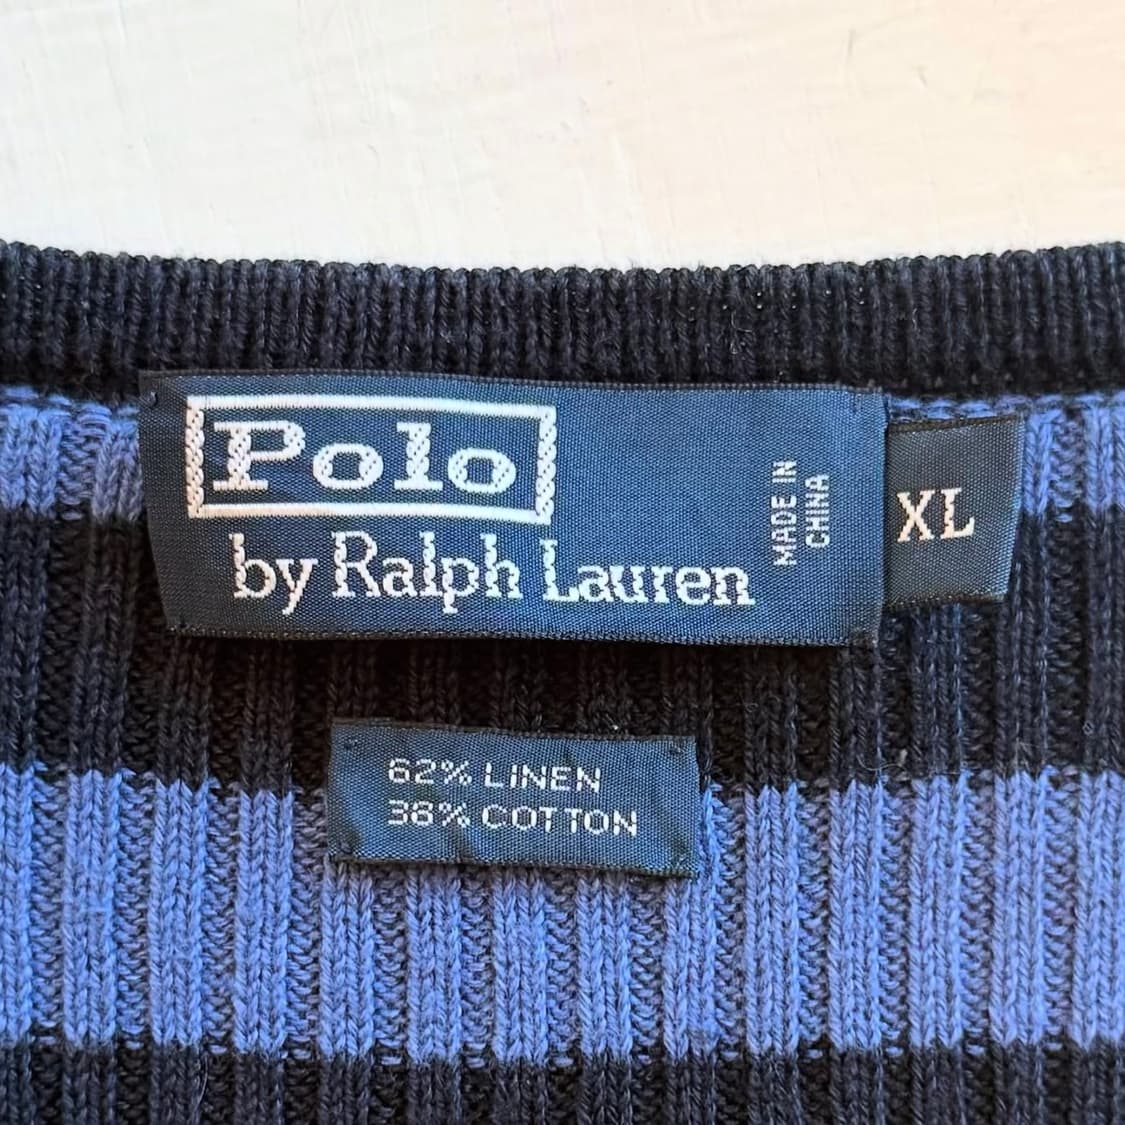 Polo
by Ralph Lauren
MADE IN
CHINA
XL
62% LINEN
38% COTTON